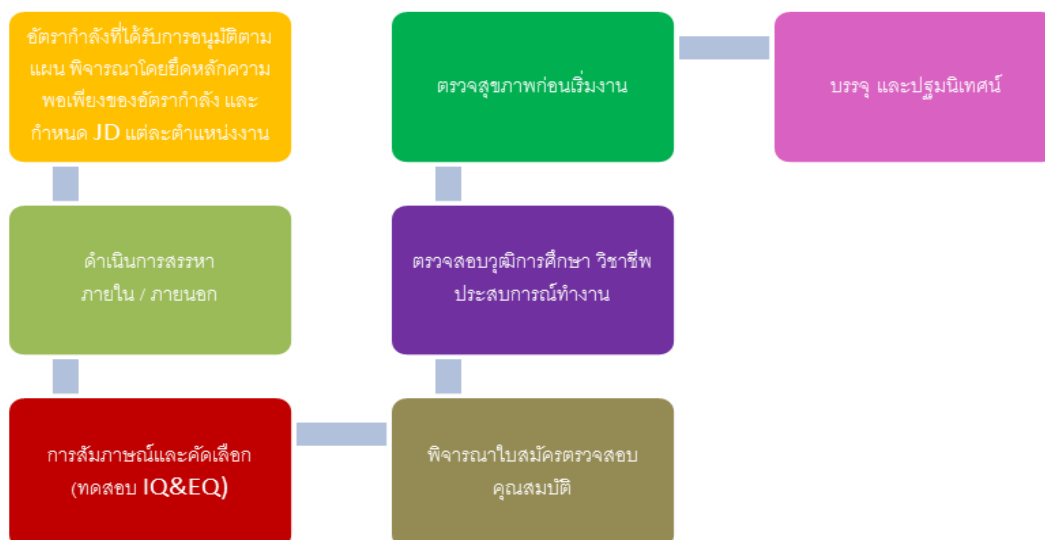 อัตรากำลังที่ได้รับการอนุมัติตาม
แผน พิจารณาโดยยึดหลักความ
พอเพียงของอัตรากำลัง และ
กำหนด JD แต่ละตำแหน่งงาน
ดำเนินการสรรหา
ภายใน / ภายนอก
การสัมภาษณ์และคัดเลือก
(ทดสอบ IQ&EQ)
พิจารณาใบสมัครตรวจสอบ
คุณสมบัติ
ตรวจสอบวุฒิการศึกษา วิชาชีพ
ประสบการณ์ทำงาน
ตรวจสุขภาพก่อนเริ่มงาน
บรรจุ และปฐมนิเทศน์